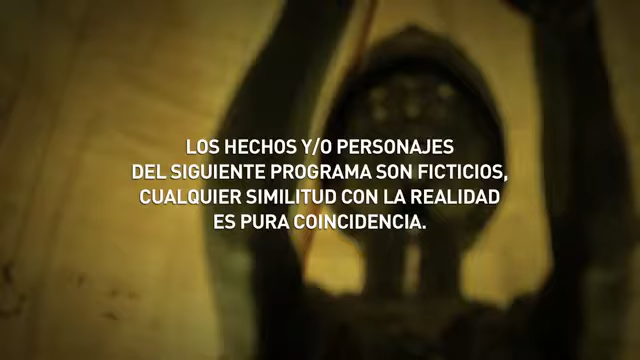 LOS HECHOS Y/O PERSONAJES
DEL SIGUIENTE PROGRAMA SON FICTICIOS,
CUALQUIER SIMILITUD CON LA REALIDAD
ES PURA COINCIDENCIA.